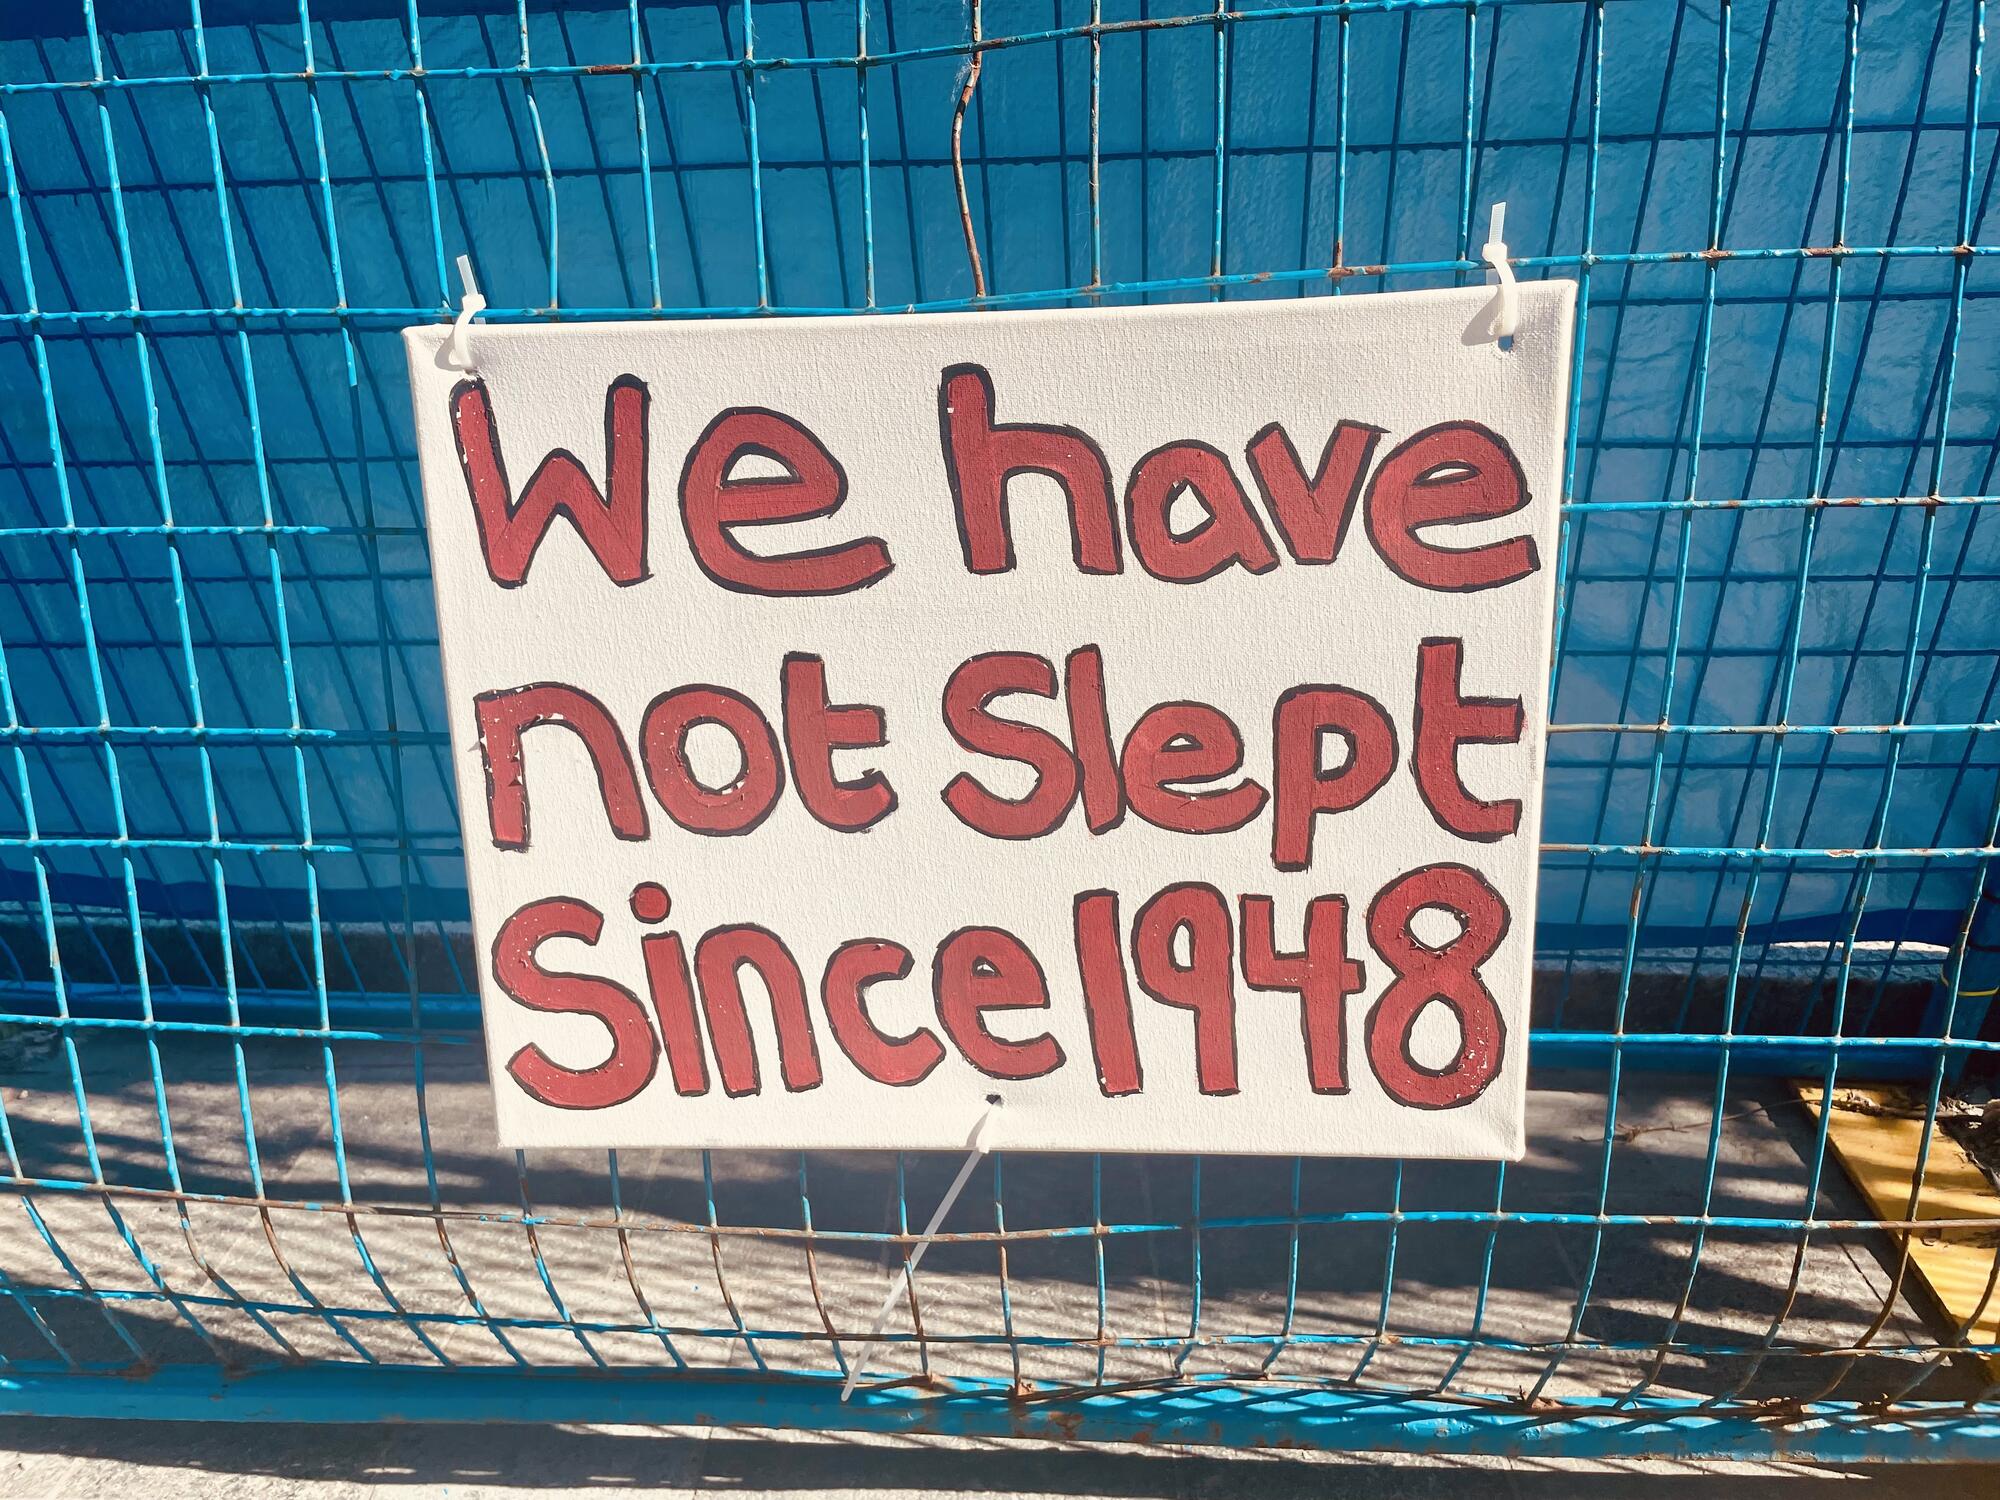 We have
not Slept
Since 1948